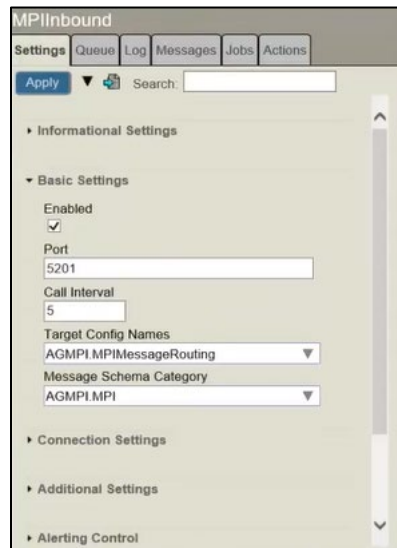 MPIInbound
Settings Queue Log Messages Jobs Actions
Apply Search:
Informational Settings
Basic Settings
Enabled
Port
5201
Call Interval
5
Target Config Names
AGMPI.MPIMessageRouting
Message Schema Category
AGMPI.MPI
Connection Settings
Additional Settings
Alerting Control